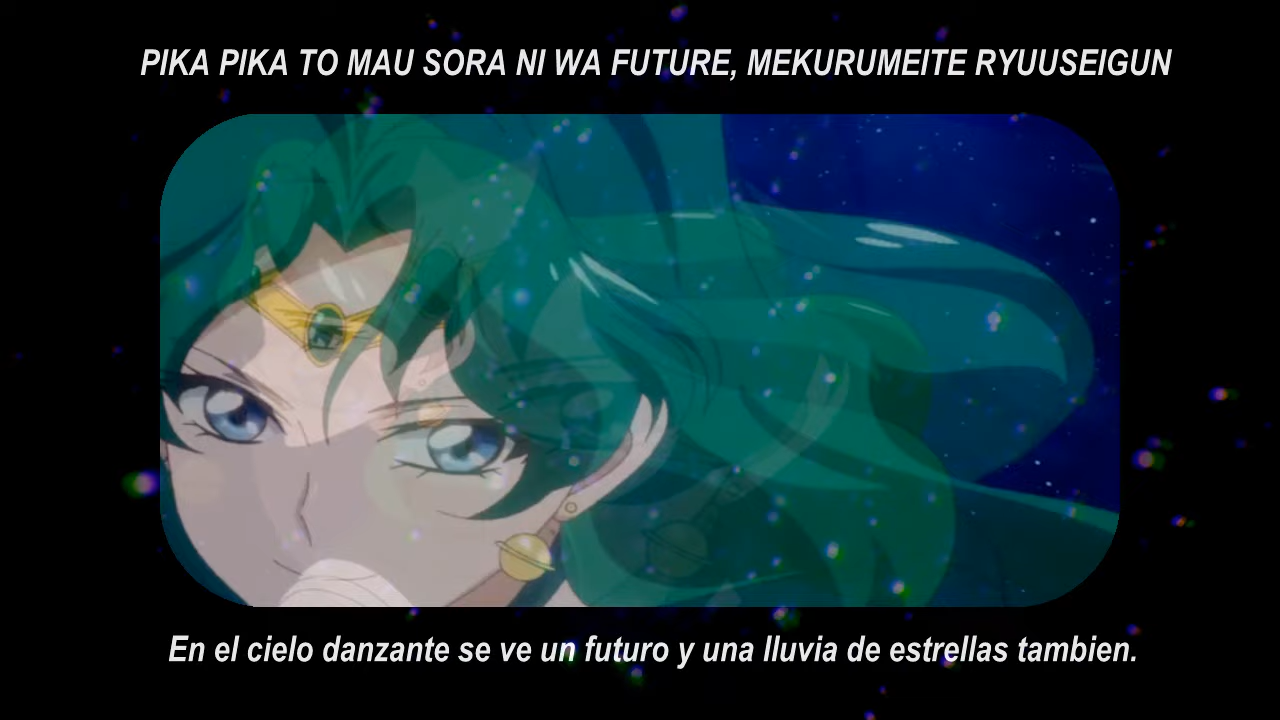 PIKA PIKA TO MAU SORA NI WA FUTURE, MEKURUMEITE RYUUSEIGUN
En el cielo danzante se ve un futuro y una lluvia de estrellas tambien.